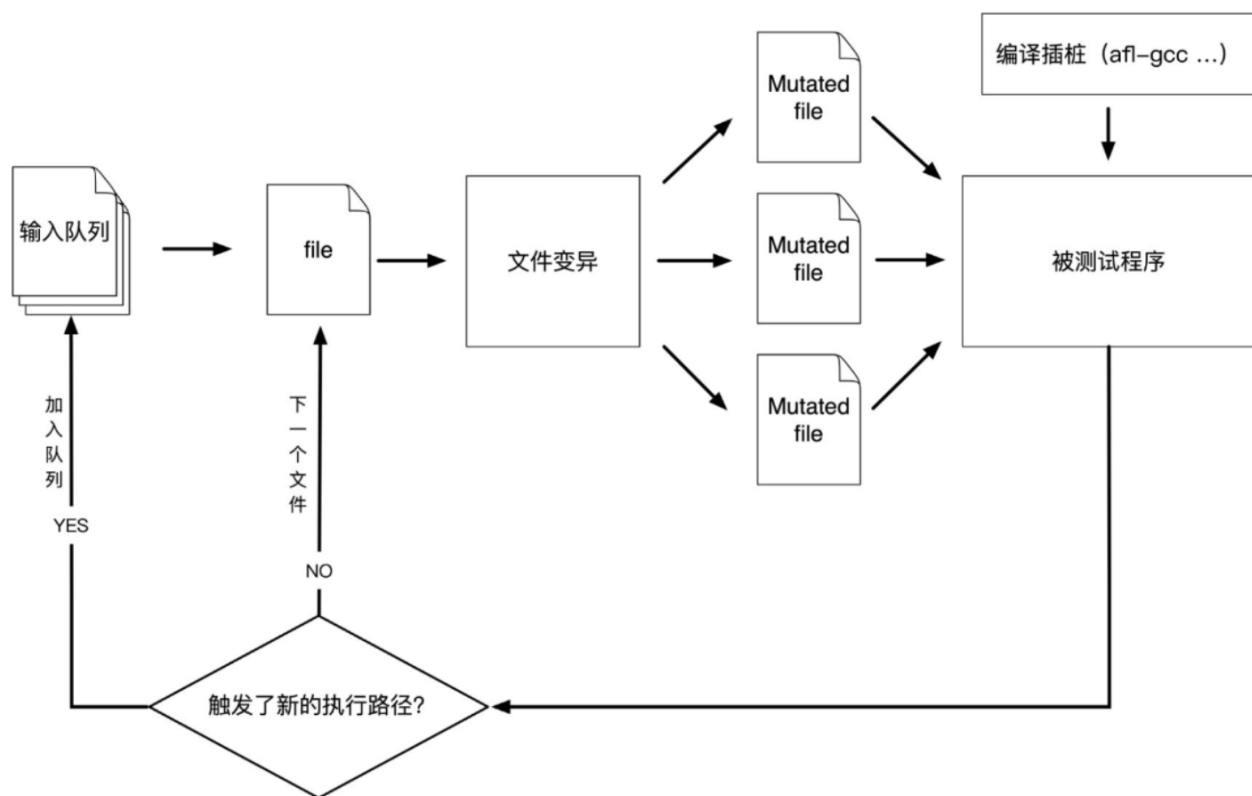 编译插桩（afl-gcc ...）
Mutated
file
输入队列
file
文件变异
Mutated
file
被测试程序
Mutated
file
加入队列
下一个文件
YES
NO
触发了新的执行路径?